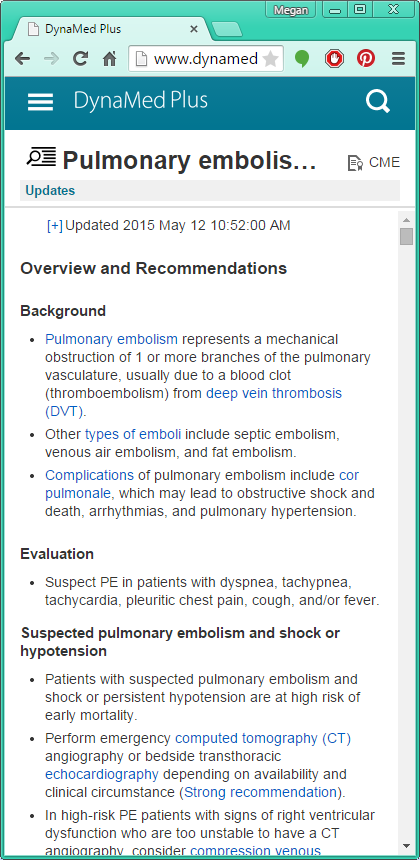 Megan
DynaMed Plus
www.dynamed
DynaMed Plus
Pulmonary embolis…
CME
Updates
[+] Updated 2015 May 12 10:52:00 AM
Overview and Recommendations
Background
• Pulmonary embolism represents a mechanical
obstruction of 1 or more branches of the pulmonary
vasculature, usually due to a blood clot
(thromboembolism) from deep vein thrombosis
(DVT).
• Other types of emboli include septic embolism,
venous air embolism, and fat embolism.
• Complications of pulmonary embolism include cor
pulmonale, which may lead to obstructive shock and
death, arrhythmias, and pulmonary hypertension.
Evaluation
• Suspect PE in patients with dyspnea, tachypnea,
tachycardia, pleuritic chest pain, cough, and/or fever.
Suspected pulmonary embolism and shock or
hypotension
• Patients with suspected pulmonary embolism and
shock or persistent hypotension are at high risk of
early mortality.
• Perform emergency computed tomography (CT)
angiography or bedside transthoracic
echocardiography depending on availability and
clinical circumstance (Strong recommendation).
• In high-risk PE patients with signs of right ventricular
dysfunction who are too unstable to have a CT
angiography, consider compression venous